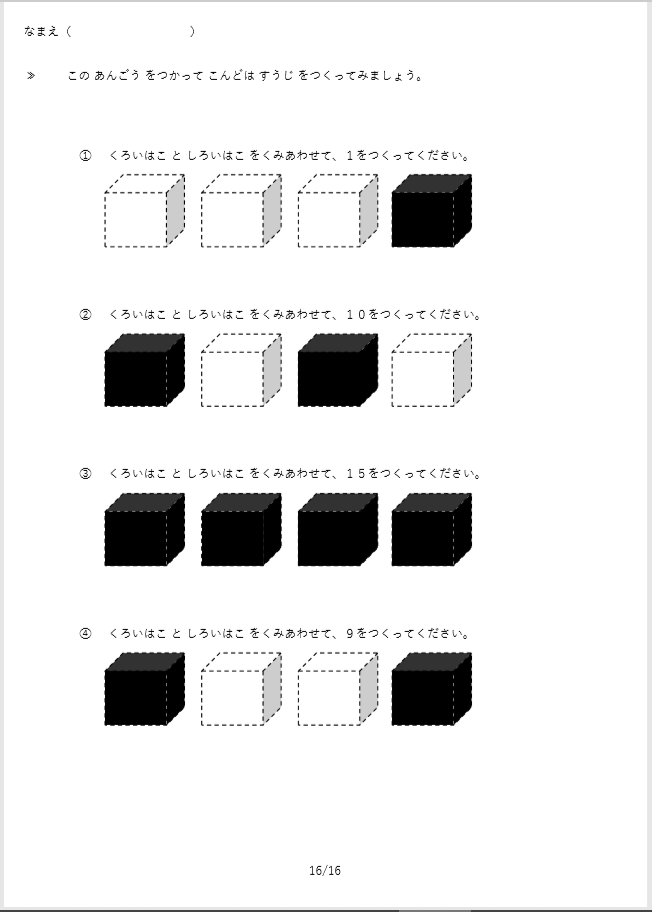 なまえ（　　　　　　　　　　）
≫　このあんごう をつかって こんどは すうじ をつくってみましょう。
①　くろいはこ と しろいはこ をくみあわせて、１をつくってください。
②　くろいはこ と しろいはこ をくみあわせて、１０をつくってください。
③　くろいはこ と しろいはこ をくみあわせて、１５をつくってください。
④　くろいはこ と しろいはこ をくみあわせて、９をつくってください。
16/16